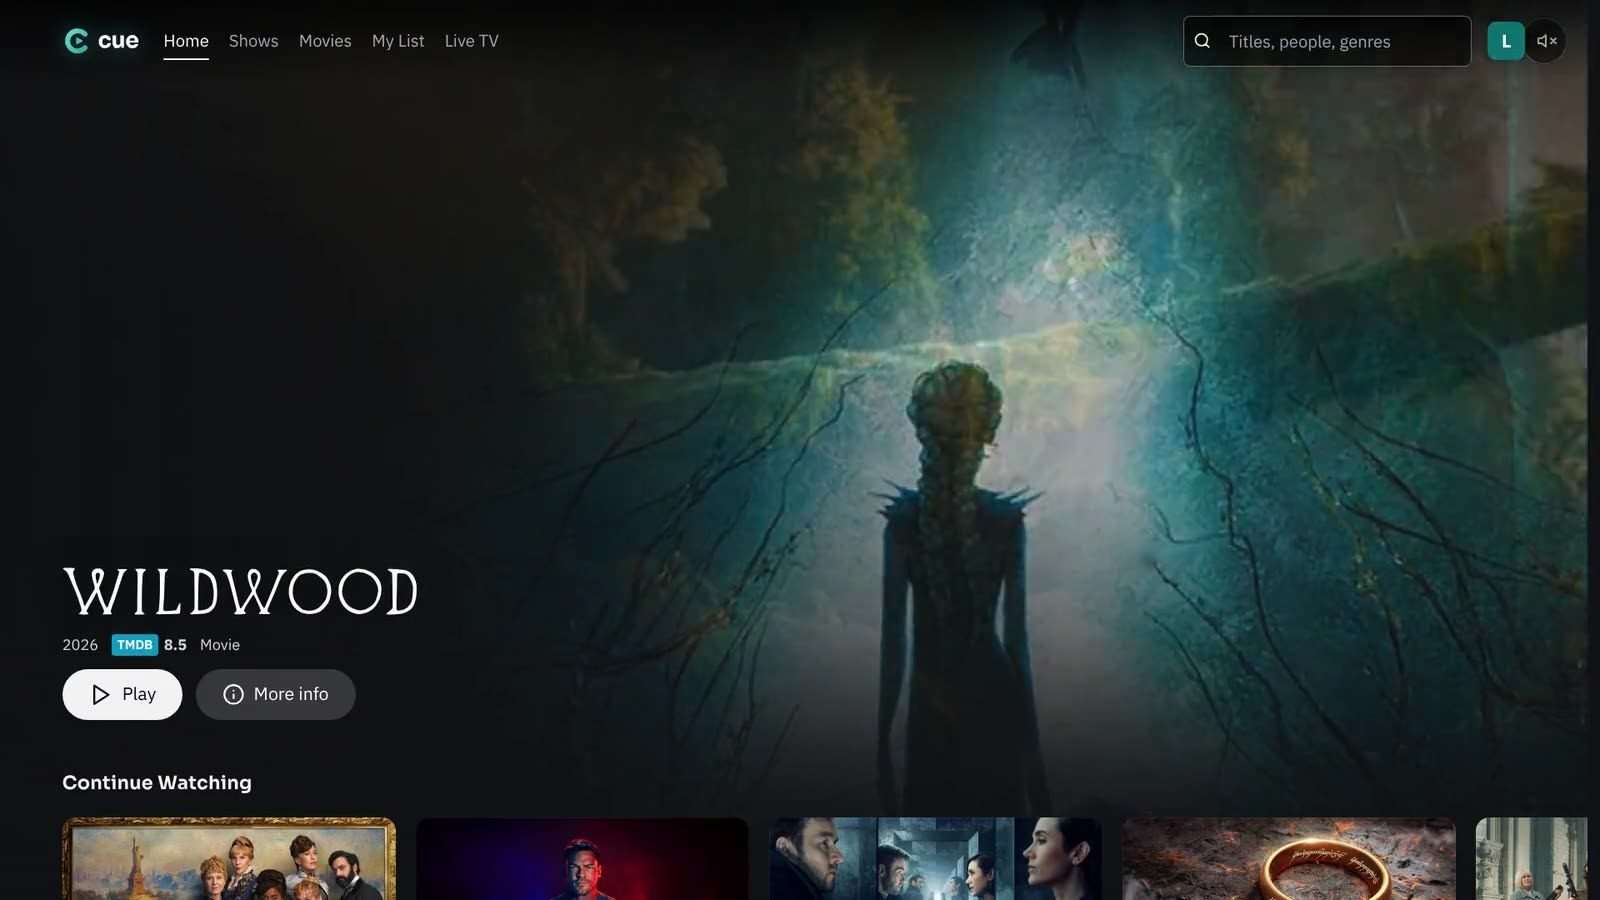 cue Home Shows Movies My List Live TV Titles, people, genres L
WILDWOOD
2026 TMDB 8.5 Movie
Play More info
Continue Watching